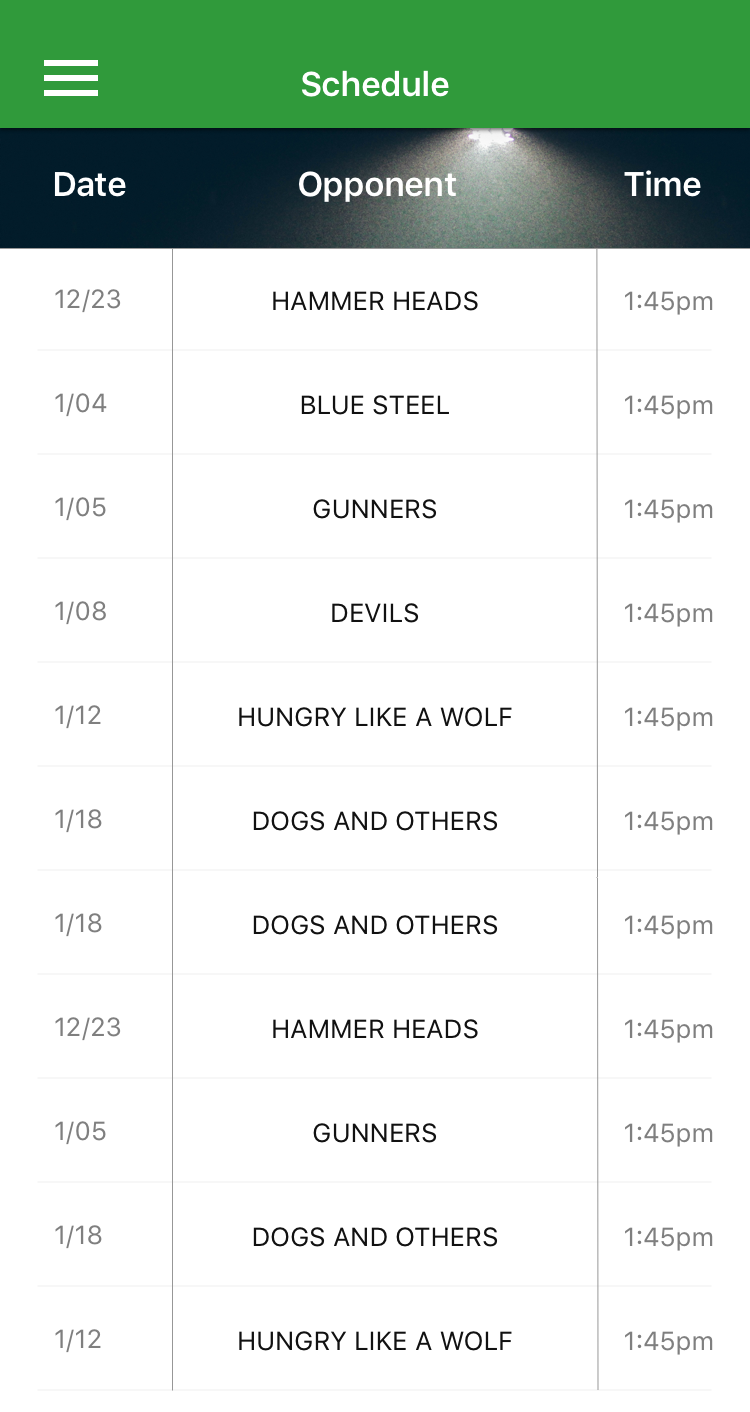 Schedule
Date Opponent Time
12/23 HAMMER HEADS 1:45pm
1/04 BLUE STEEL 1:45pm
1/05 GUNNERS 1:45pm
1/08 DEVILS 1:45pm
1/12 HUNGRY LIKE A WOLF 1:45pm
1/18 DOGS AND OTHERS 1:45pm
1/18 DOGS AND OTHERS 1:45pm
12/23 HAMMER HEADS 1:45pm
1/05 GUNNERS 1:45pm
1/18 DOGS AND OTHERS 1:45pm
1/12 HUNGRY LIKE A WOLF 1:45pm